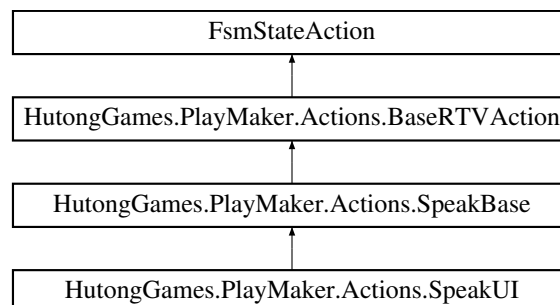 FsmStateAction
HutongGames.PlayMaker.Actions.BaseRTVAction
HutongGames.PlayMaker.Actions.SpeakBase
HutongGames.PlayMaker.Actions.SpeakUI